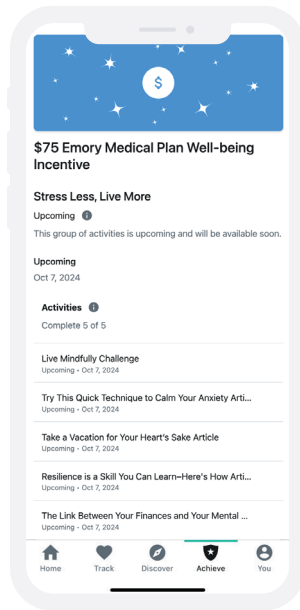 $
$75 Emory Medical Plan Well-being
Incentive
Stress Less, Live More
Upcoming i
This group of activities is upcoming and will be available soon.
Upcoming
Oct 7, 2024
Activities i
Complete 5 of 5
Live Mindfully Challenge
Upcoming • Oct 7, 2024
Try This Quick Technique to Calm Your Anxiety Arti...
Upcoming • Oct 7, 2024
Take a Vacation for Your Heart's Sake Article
Upcoming • Oct 7, 2024
Resilience is a Skill You Can Learn–Here's How Arti...
Upcoming • Oct 7, 2024
The Link Between Your Finances and Your Mental ...
Upcoming • Oct 7, 2024
Home Track Discover Achieve You